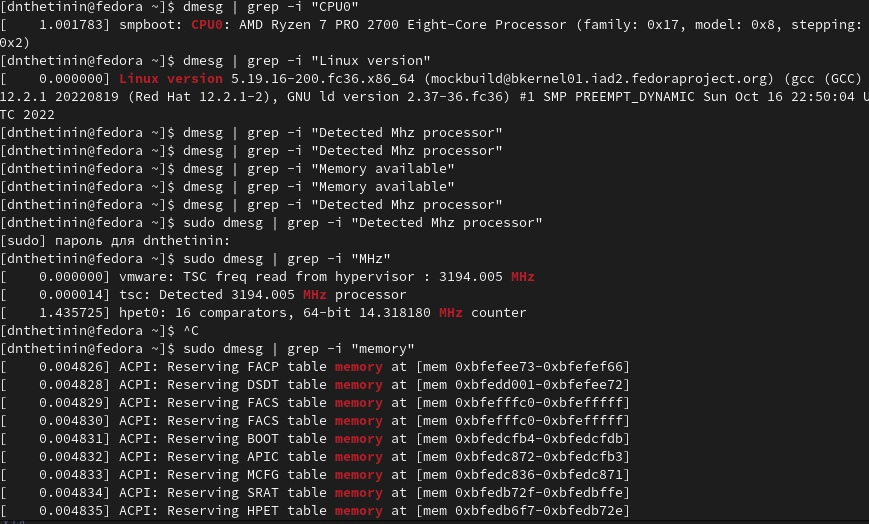 [dnthetinin@fedora ~]$ dmesg | grep -i "CPU0"
[    1.001783] smpboot: CPU0: AMD Ryzen 7 PRO 2700 Eight-Core Processor (family: 0x17, model: 0x8, stepping:
0x2)
[dnthetinin@fedora ~]$ dmesg | grep -i "Linux version"
[    0.000000] Linux version 5.19.16-200.fc36.x86_64 (mockbuild@bkernel01.iad2.fedoraproject.org) (gcc (GCC)
12.2.1 20220819 (Red Hat 12.2.1-2), GNU ld version 2.37-36.fc36) #1 SMP PREEMPT_DYNAMIC Sun Oct 16 22:50:04 U
TC 2022
[dnthetinin@fedora ~]$ dmesg | grep -i "Detected Mhz processor"
[dnthetinin@fedora ~]$ dmesg | grep -i "Detected Mhz processor"
[dnthetinin@fedora ~]$ dmesg | grep -i "Memory available"
[dnthetinin@fedora ~]$ dmesg | grep -i "Memory available"
[dnthetinin@fedora ~]$ dmesg | grep -i "Detected Mhz processor"
[dnthetinin@fedora ~]$ sudo dmesg | grep -i "Detected Mhz processor"
[sudo] пароль для dnthetinin:
[dnthetinin@fedora ~]$ sudo dmesg | grep -i "MHz"
[    0.000000] vmware: TSC freq read from hypervisor : 3194.005 MHz
[    0.000014] tsc: Detected 3194.005 MHz processor
[    1.435725] hpet0: 16 comparators, 64-bit 14.318180 MHz counter
[dnthetinin@fedora ~]$ ^C
[dnthetinin@fedora ~]$ sudo dmesg | grep -i "memory"
[    0.004826] ACPI: Reserving FACP table memory at [mem 0xbfefee73-0xbfefef66]
[    0.004828] ACPI: Reserving DSDT table memory at [mem 0xbfedd001-0xbfefee72]
[    0.004829] ACPI: Reserving FACS table memory at [mem 0xbfefffc0-0xbfefffff]
[    0.004830] ACPI: Reserving FACS table memory at [mem 0xbfefffc0-0xbfefffff]
[    0.004831] ACPI: Reserving BOOT table memory at [mem 0xbfedcfb4-0xbfedcfdb]
[    0.004832] ACPI: Reserving APIC table memory at [mem 0xbfedc872-0xbfedcfb3]
[    0.004833] ACPI: Reserving MCFG table memory at [mem 0xbfedc836-0xbfedc871]
[    0.004834] ACPI: Reserving SRAT table memory at [mem 0xbfedb72f-0xbfedbffe]
[    0.004835] ACPI: Reserving HPET table memory at [mem 0xbfedb6f7-0xbfedb72e]